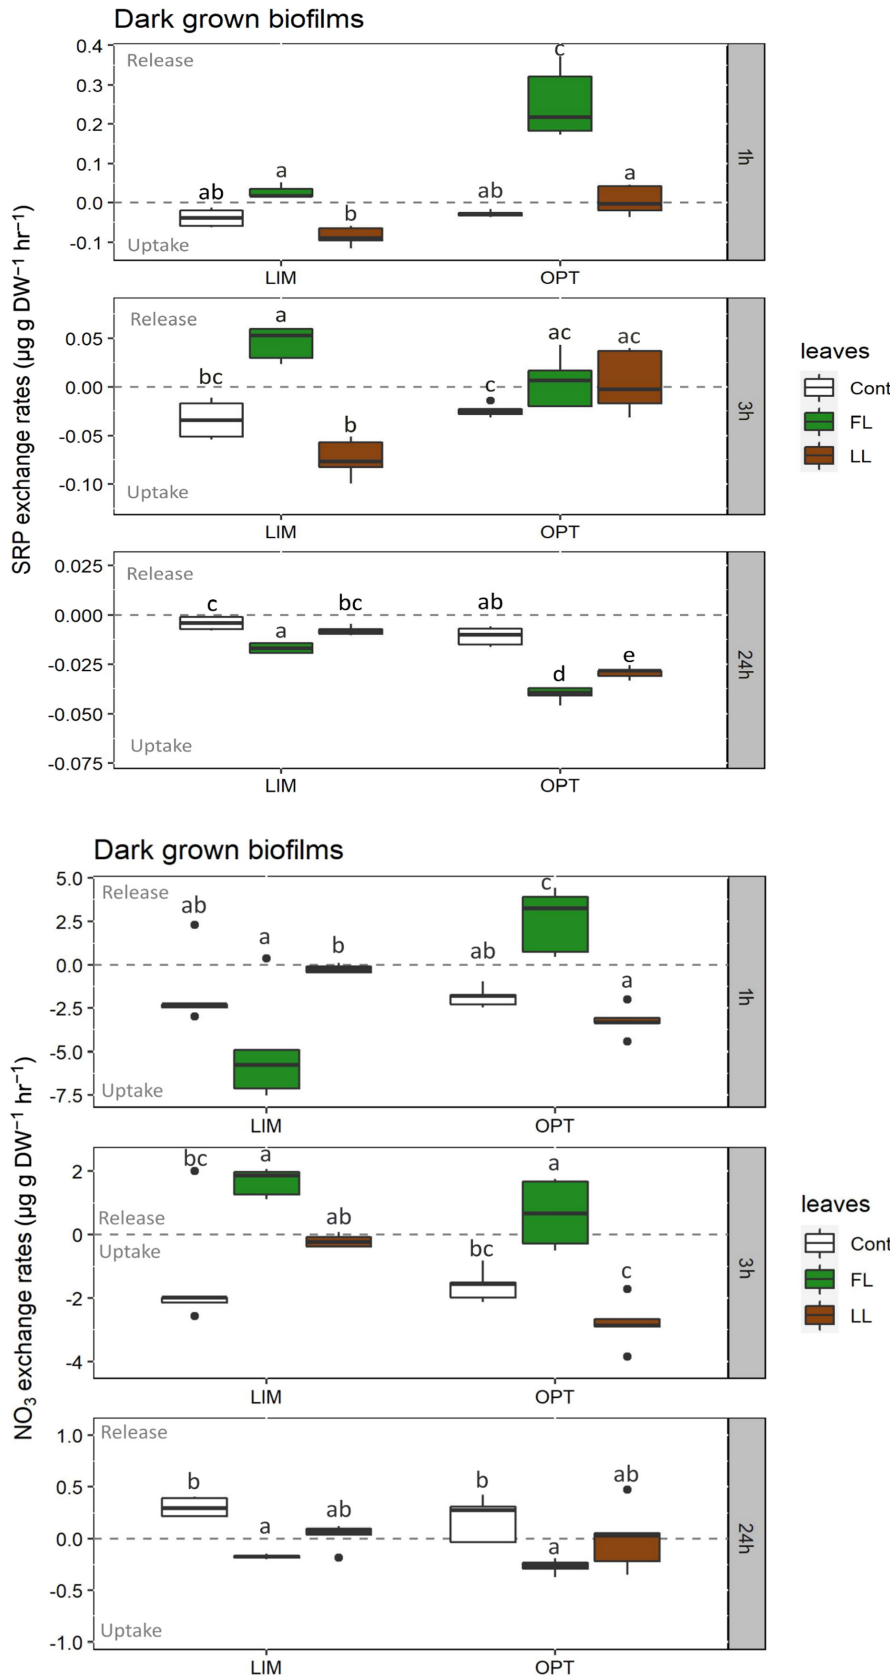 Dark grown biofilms
SRP exchange rates (µg g DW⁻¹ hr⁻¹)
0.4
0.3
0.2
0.1
0.0
-0.1
Release
Uptake
ab
a
b
ab
c
a
1h
LIM
OPT
0.05
0.00
-0.05
-0.10
Release
Uptake
bc
a
b
c
ac
ac
3h
LIM
OPT
0.025
0.000
-0.025
-0.050
-0.075
Release
Uptake
c
a
bc
ab
d
e
24h
LIM
OPT
leaves
Cont
FL
LL
Dark grown biofilms
NO₃ exchange rates (µg g DW⁻¹ hr⁻¹)
5.0
2.5
0.0
-2.5
-5.0
-7.5
Release
Uptake
ab
a
b
ab
c
a
1h
LIM
OPT
2
0
-2
-4
Release
Uptake
bc
a
ab
bc
a
c
3h
LIM
OPT
1.0
0.5
0.0
-0.5
-1.0
Release
Uptake
b
a
ab
b
a
ab
24h
LIM
OPT
leaves
Cont
FL
LL